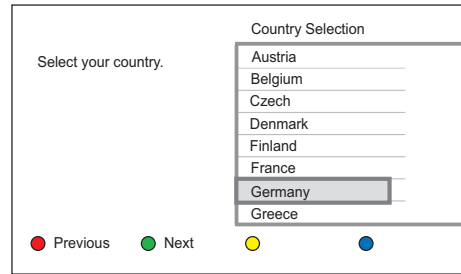 Country Selection
Select your country.
Austria
Belgium
Czech
Denmark
Finland
France
Germany
Greece
Previous
Next